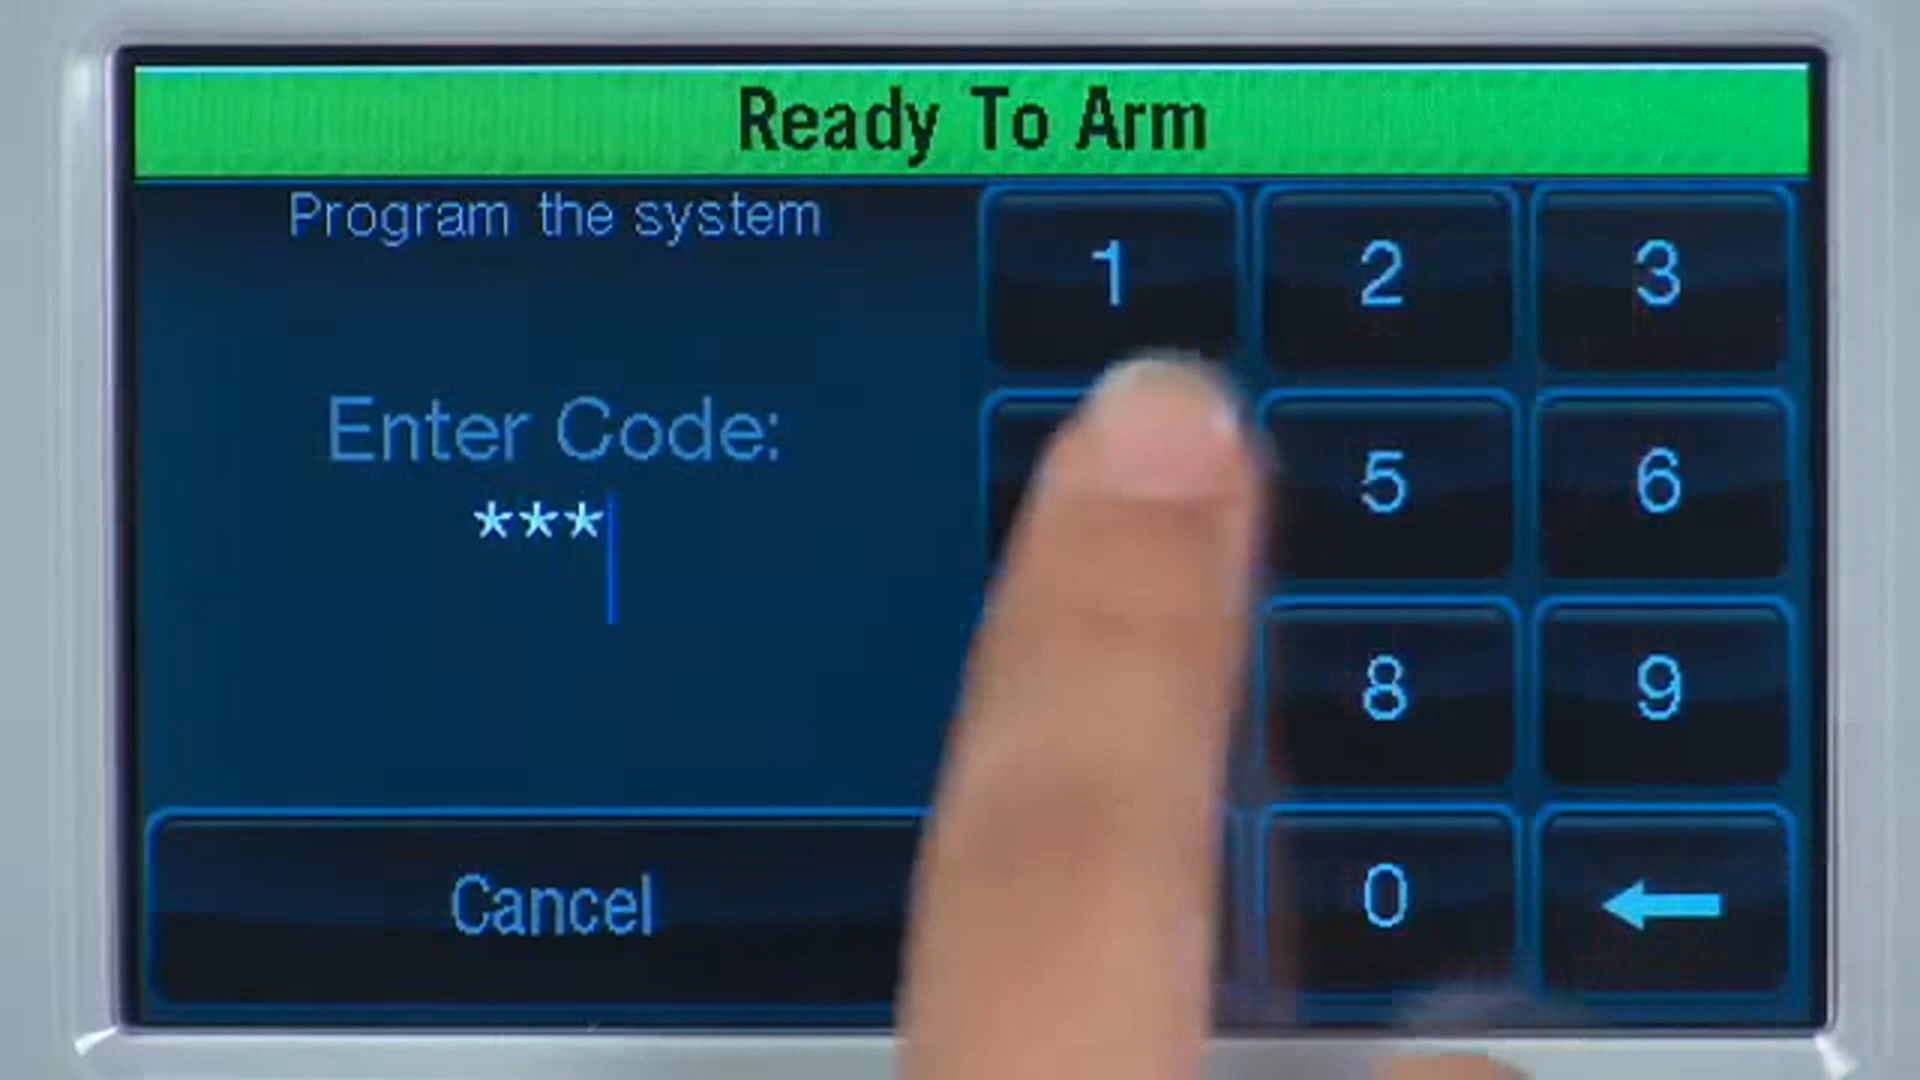 Ready To Arm
Program the system
1 2 3
Enter Code:
5 6
***
8 9
Cancel
0